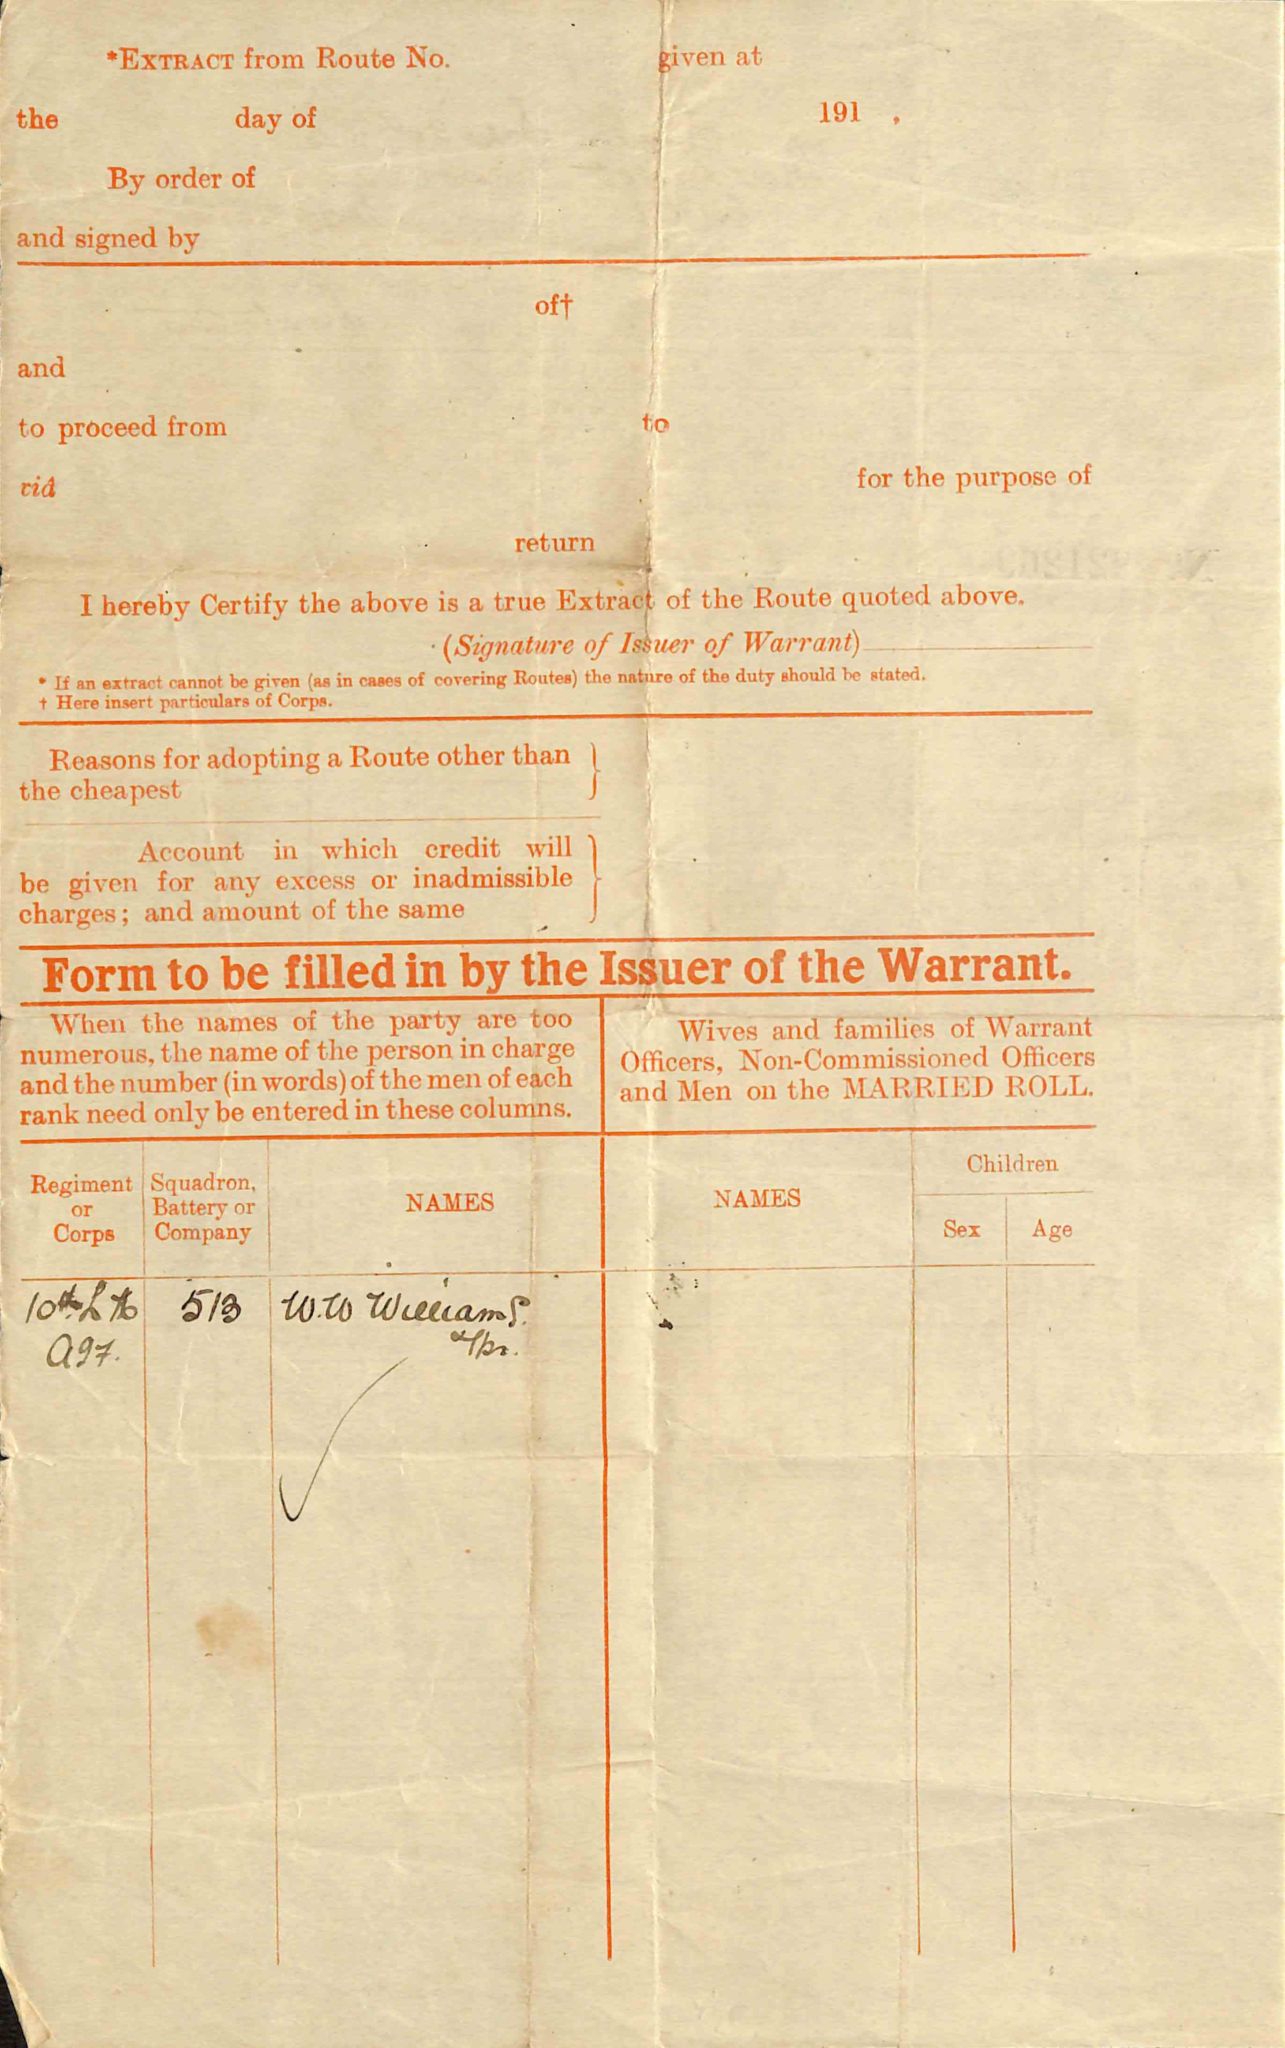 *EXTRACT from Route No. given at
the day of 191 .
By order of
and signed by
of†
and
to proceed from to
viâ for the purpose of
return
I hereby Certify the above is a true Extract of the Route quoted above.
(Signature of Issuer of Warrant)
* If an extract cannot be given (as in cases of covering Routes) the nature of the duty should be stated.
† Here insert particulars of Corps.
Reasons for adopting a Route other than
the cheapest
Account in which credit will
be given for any excess or inadmissible
charges; and amount of the same
Form to be filled in by the Issuer of the Warrant.
When the names of the party are too
numerous, the name of the person in charge
and the number (in words) of the men of each
rank need only be entered in these columns.
Wives and families of Warrant
Officers, Non-Commissioned Officers
and Men on the MARRIED ROLL.
Regiment
or
Corps
Squadron,
Battery or
Company
NAMES
NAMES
Children
Sex
Age
10th L H 513 W.W Williams.